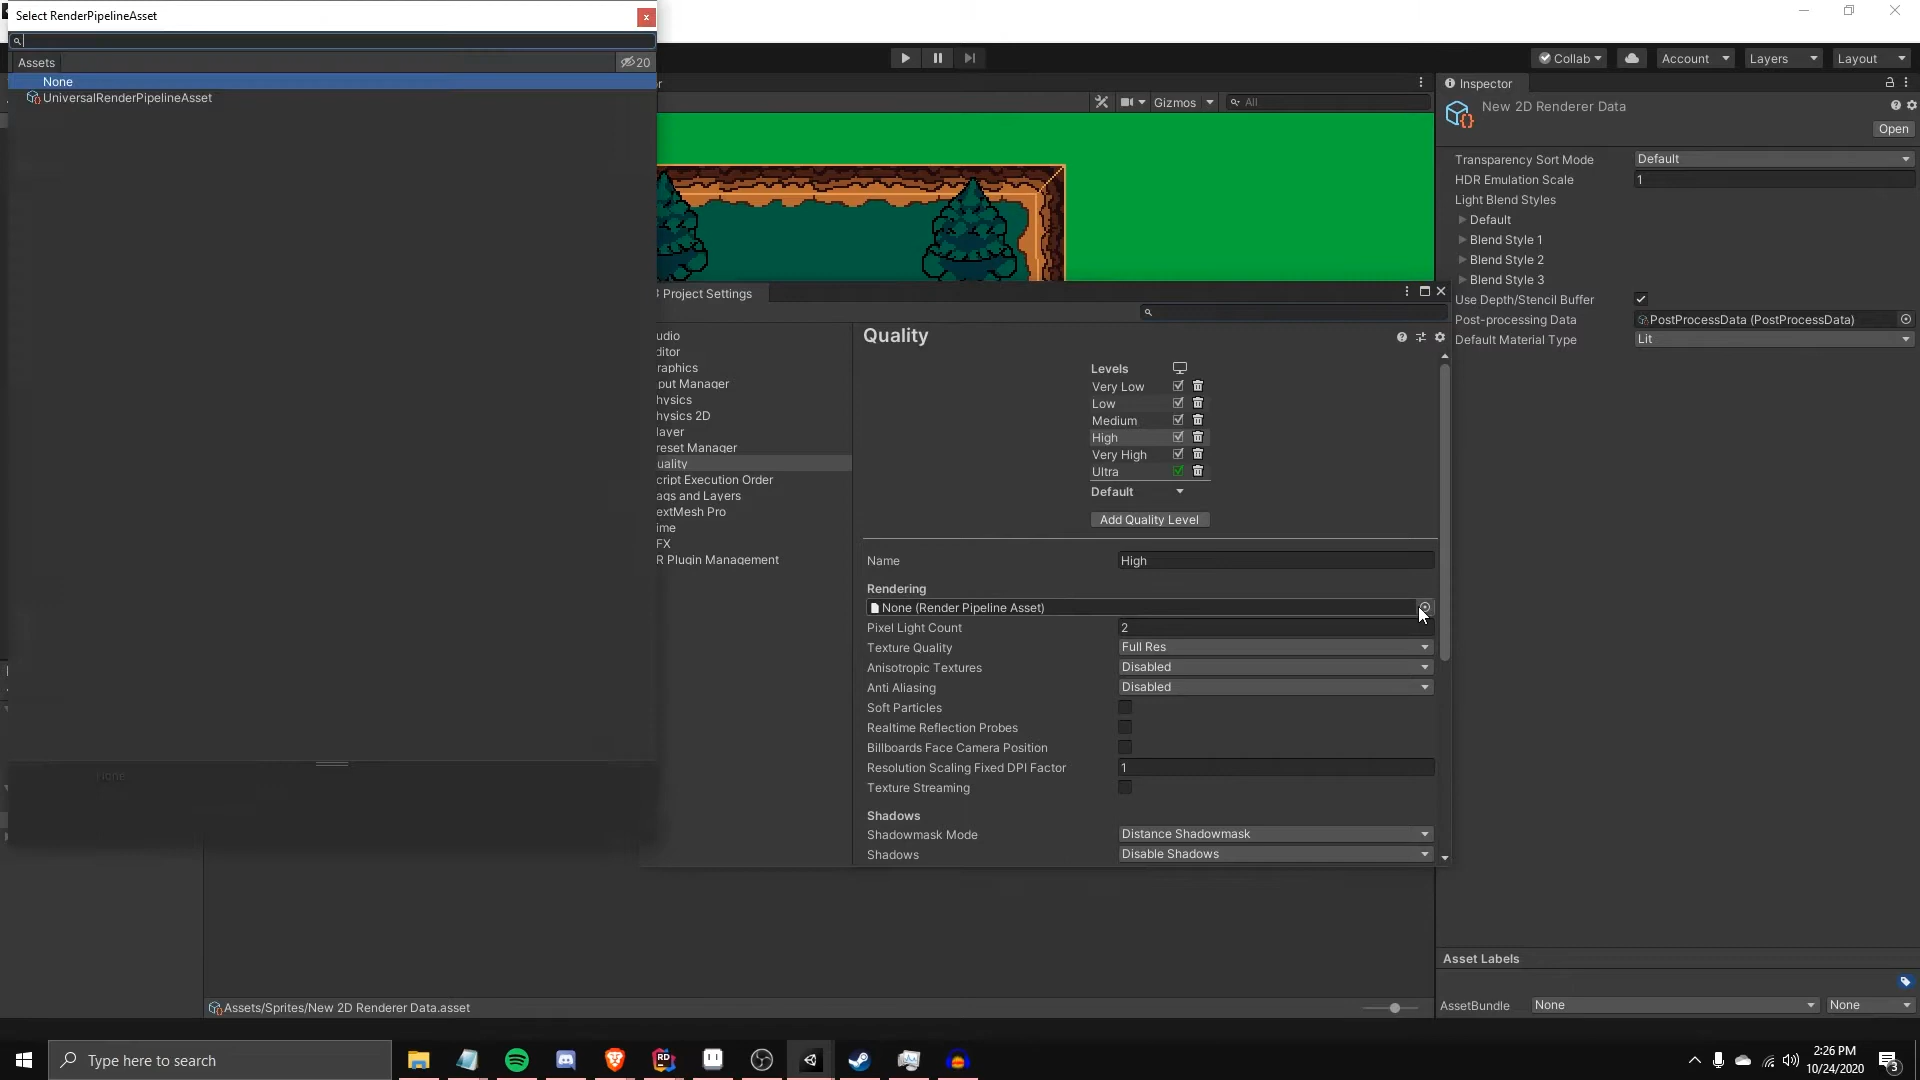 Select RenderPipelineAsset
x
Assets
20
None
UniversalRenderPipelineAsset
None
Collab
Account
Layers
Layout
Gizmos
All
Project Settings
udio
ditor
raphics
nput Manager
hysics
hysics 2D
layer
reset Manager
uality
cript Execution Order
ags and Layers
extMesh Pro
ime
FX
R Plugin Management
Quality
Levels
Very Low
Low
Medium
High
Very High
Ultra
Default
Add Quality Level
Name High
Rendering
None (Render Pipeline Asset)
Pixel Light Count 2
Texture Quality Full Res
Anisotropic Textures Disabled
Anti Aliasing Disabled
Soft Particles
Realtime Reflection Probes
Billboards Face Camera Position
Resolution Scaling Fixed DPI Factor 1
Texture Streaming
Shadows
Shadowmask Mode Distance Shadowmask
Shadows Disable Shadows
Inspector
New 2D Renderer Data
Open
Transparency Sort Mode Default
HDR Emulation Scale 1
Light Blend Styles
Default
Blend Style 1
Blend Style 2
Blend Style 3
Use Depth/Stencil Buffer
Post-processing Data PostProcessData (PostProcessData)
Default Material Type Lit
Asset Labels
AssetBundle None None
Assets/Sprites/New 2D Renderer Data.asset
Type here to search
RD
2:26 PM
10/24/2020
3